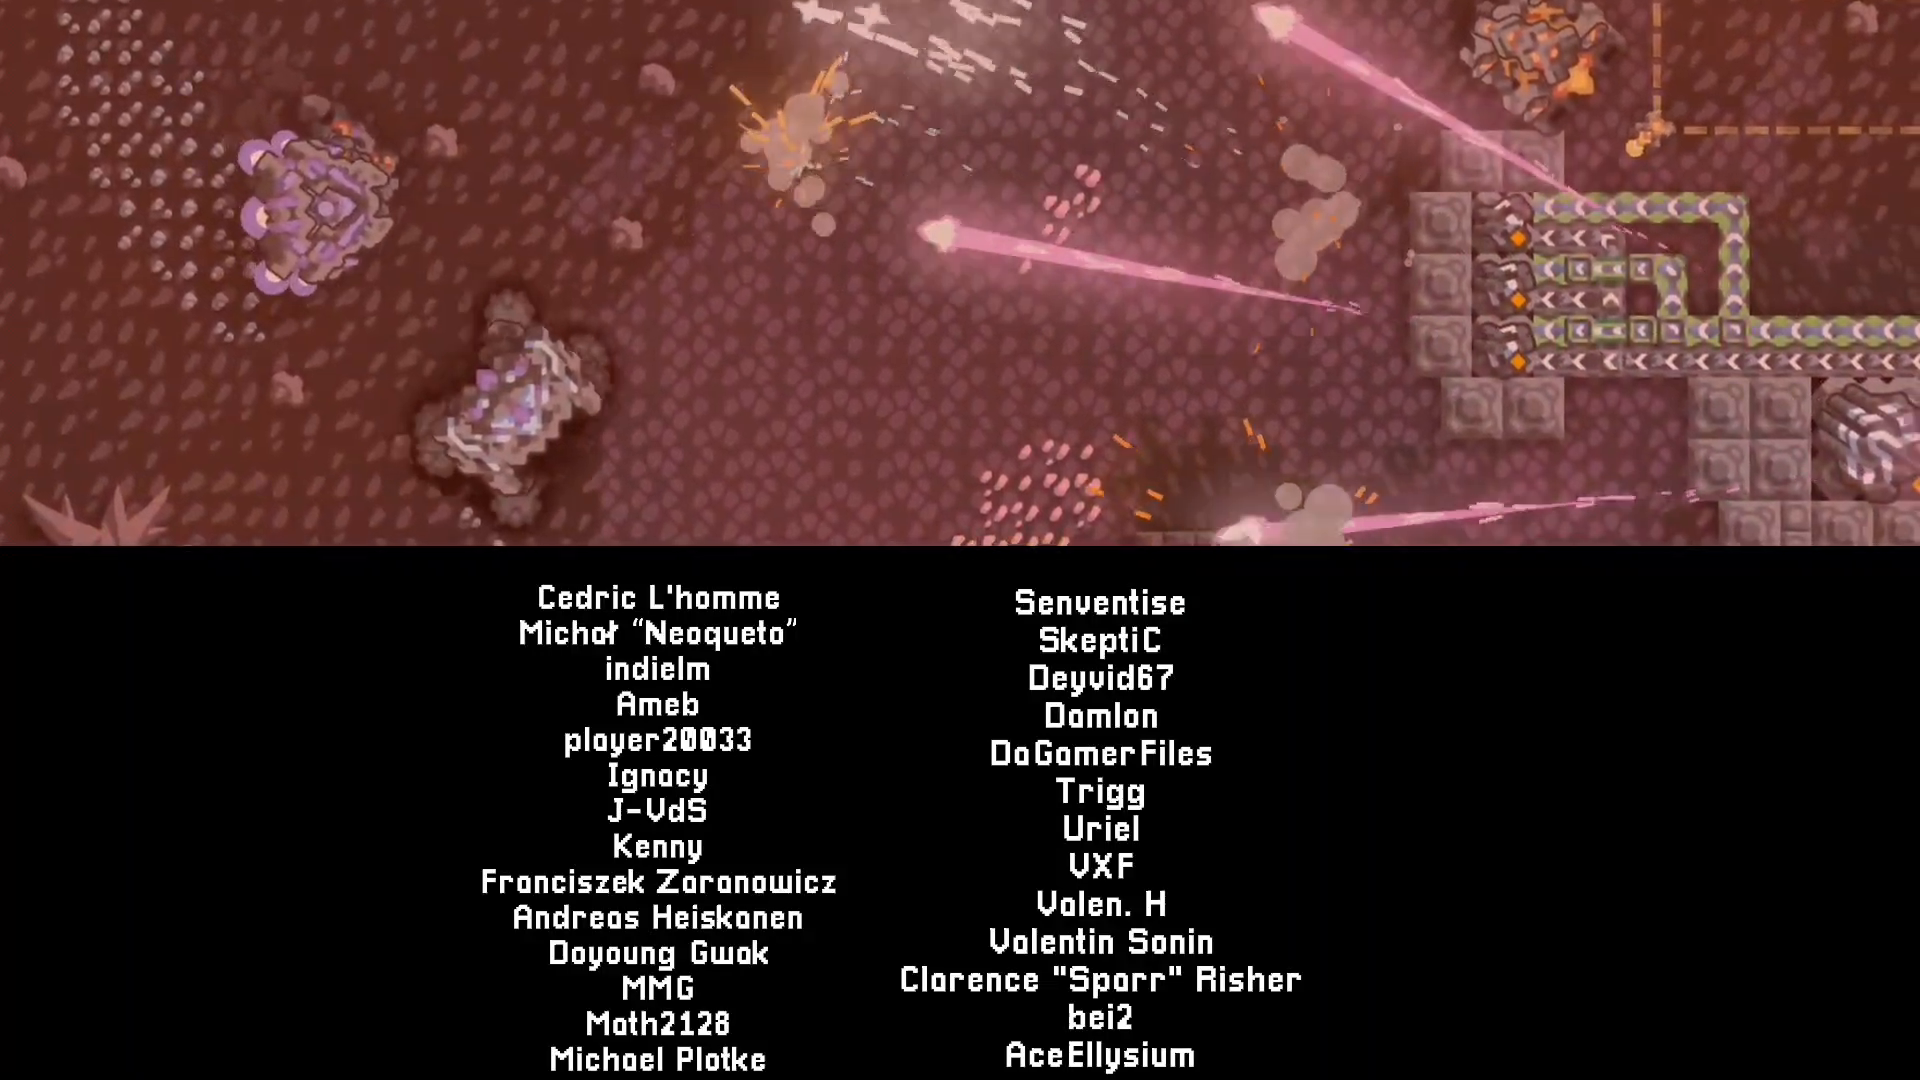 Cedric L'homme
Michał “Neoqueto”
indielm
Ameb
player20033
Ignacy
J-VdS
Kenny
Franciszek Zaranowicz
Andreas Heiskanen
Doyoung Gwak
MMG
Math2128
Michael Plotke
Senventise
SkeptiC
Deyvid67
Damlon
DaGamerFiles
Trigg
Uriel
VXF
Valen. H
Valentin Sonin
Clarence "Sparr" Risher
bei2
AceEllysium